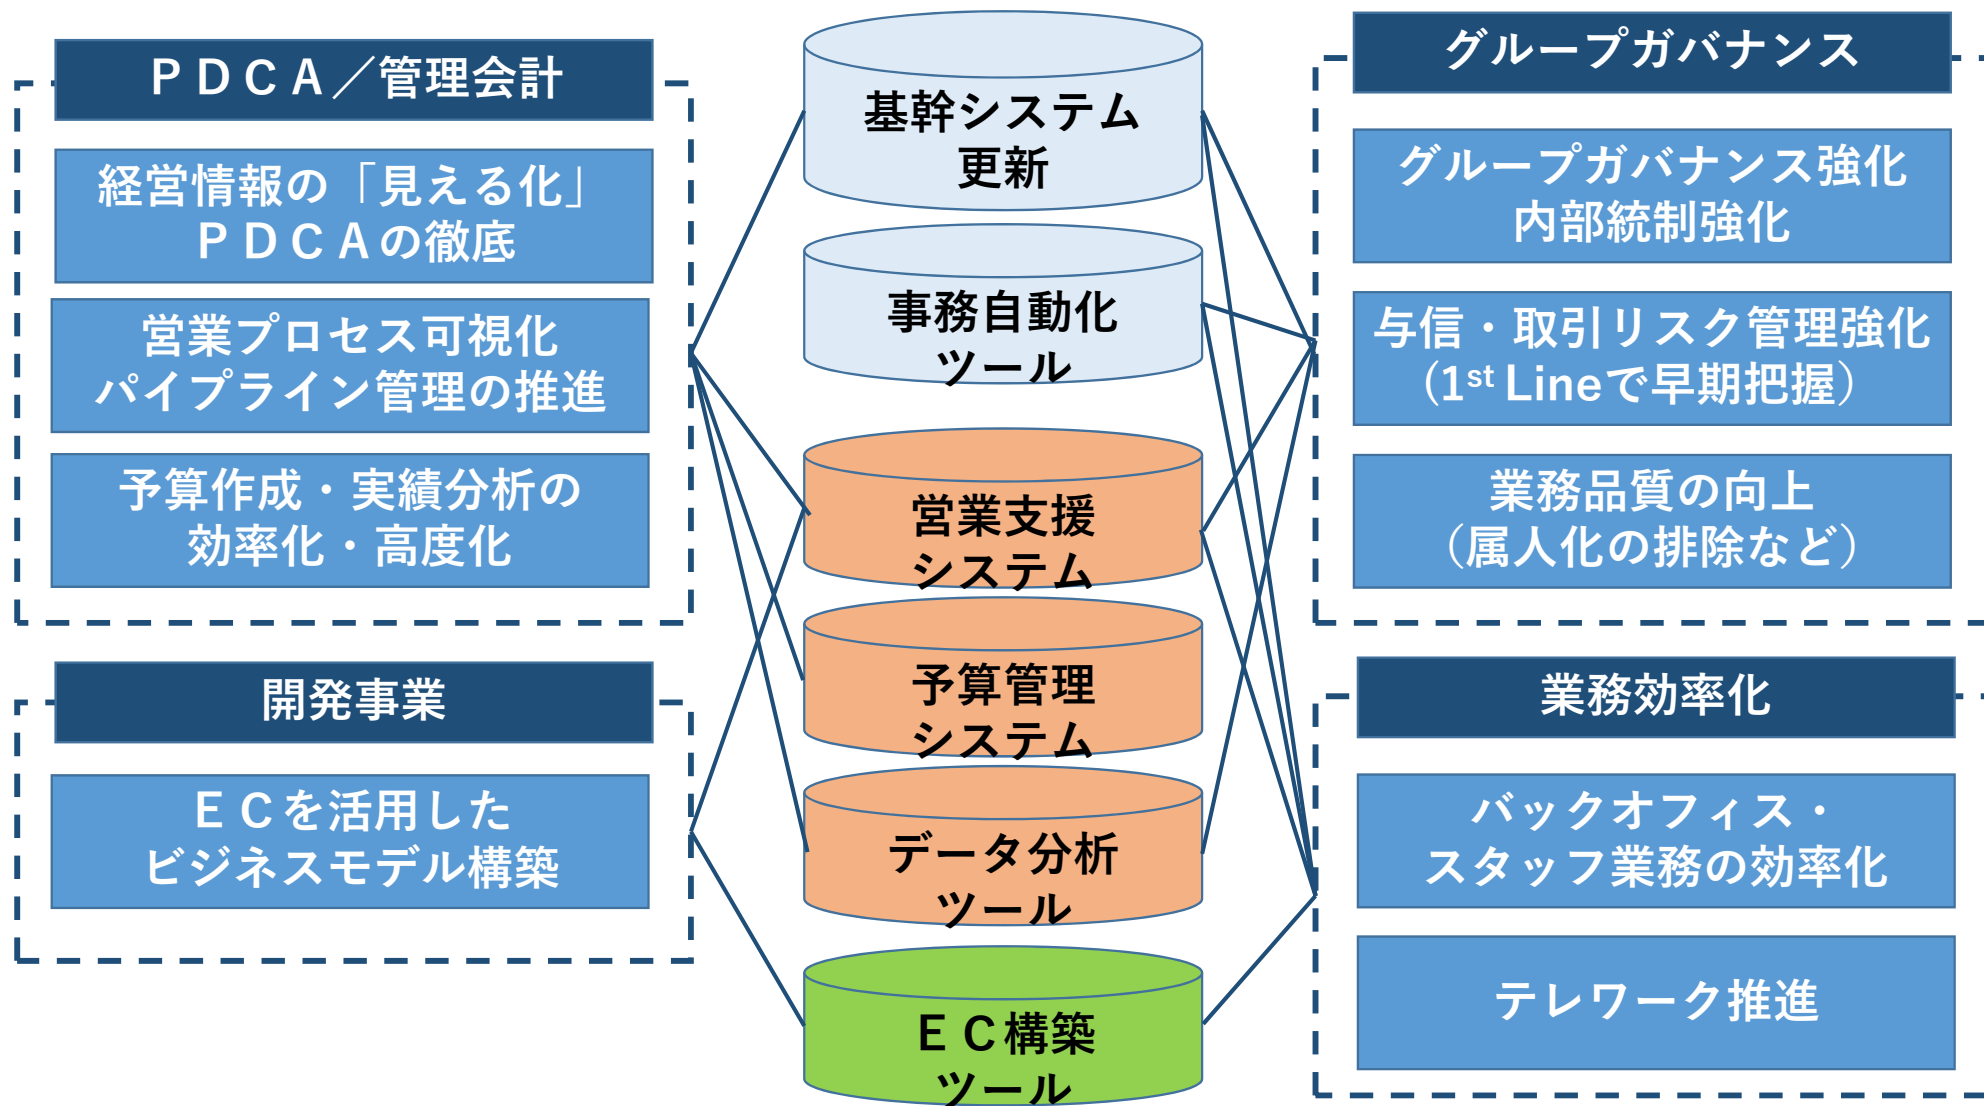 ＰＤＣＡ／管理会計
経営情報の「見える化」
ＰＤＣＡの徹底
営業プロセス可視化
パイプライン管理の推進
予算作成・実績分析の
効率化・高度化
開発事業
ＥＣを活用した
ビジネスモデル構築
基幹システム
更新
事務自動化
ツール
営業支援
システム
予算管理
システム
データ分析
ツール
ＥＣ構築
ツール
グループガバナンス
グループガバナンス強化
内部統制強化
与信・取引リスク管理強化
（1st Lineで早期把握）
業務品質の向上
（属人化の排除など）
業務効率化
バックオフィス・
スタッフ業務の効率化
テレワーク推進